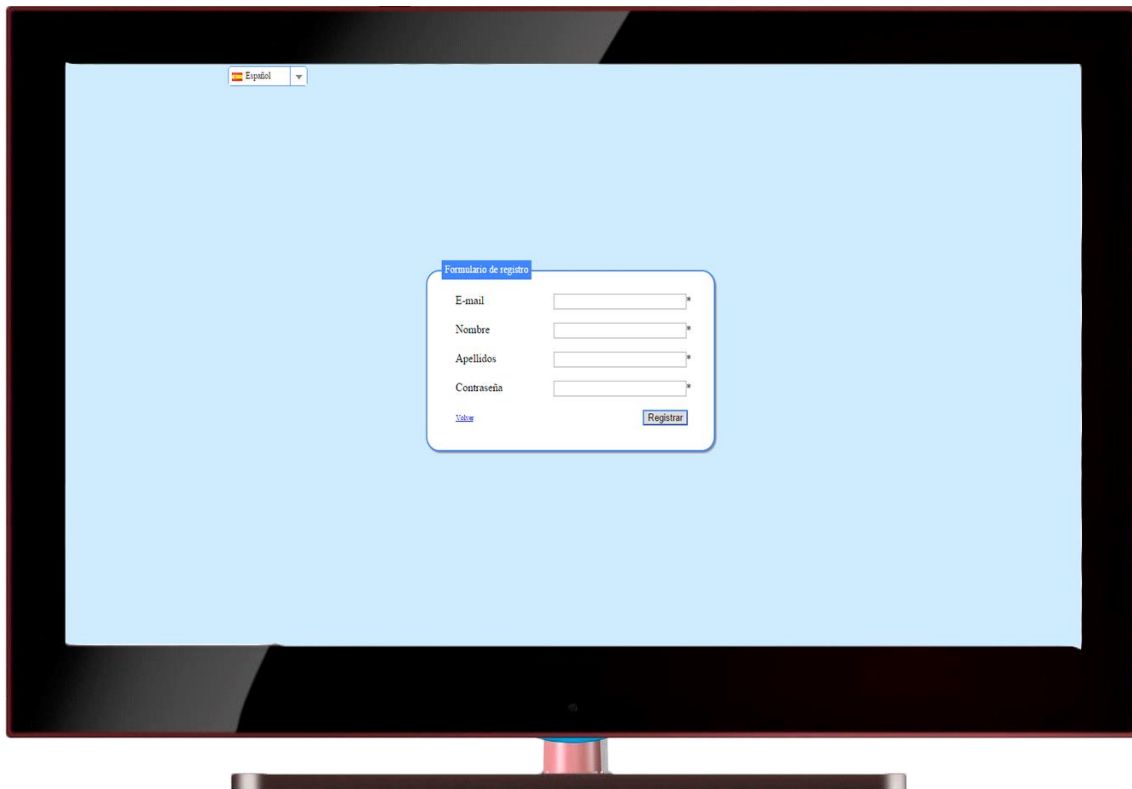 Español
Formulario de registro
E-mail *
Nombre *
Apellidos *
Contraseña *
Volver Registrar